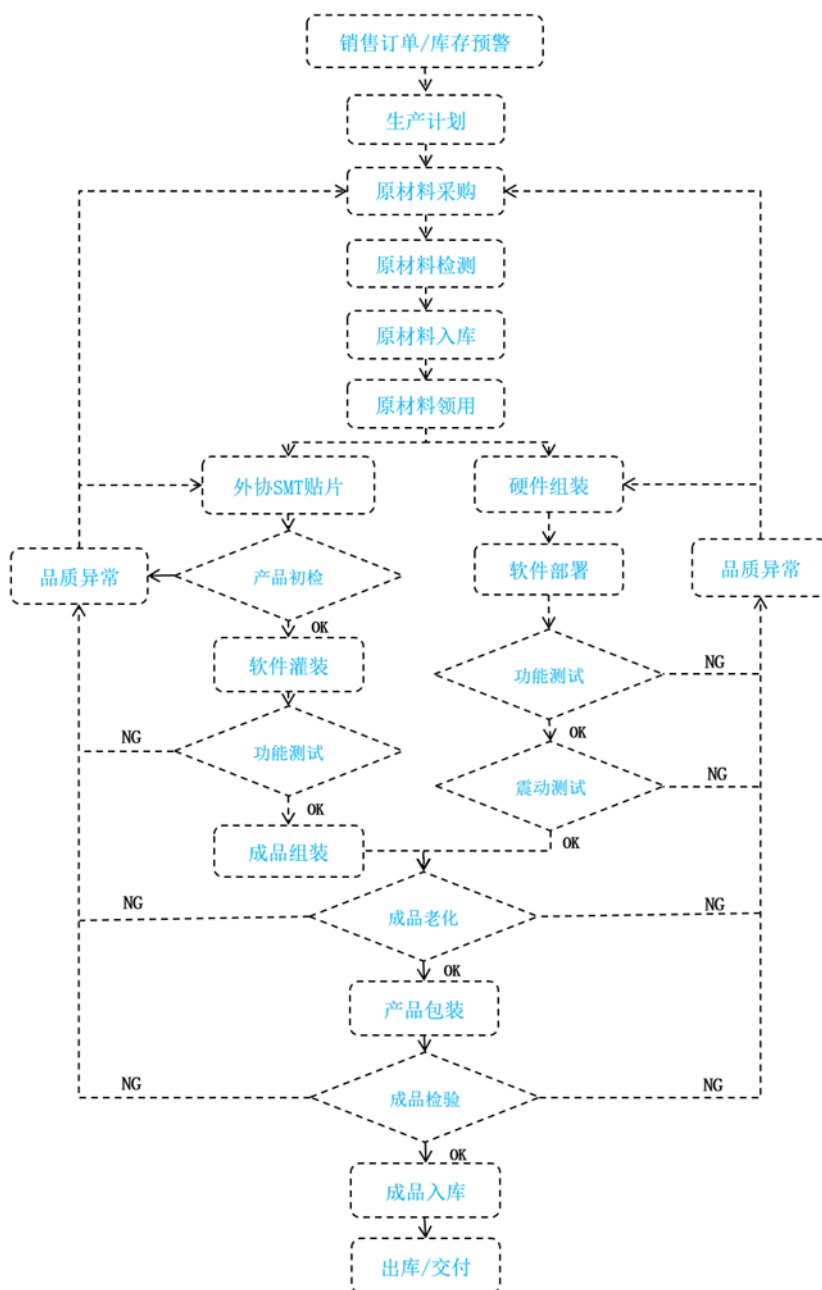 销售订单/库存预警
生产计划
原材料采购
原材料检测
原材料入库
原材料领用
外协SMT贴片
硬件组装
品质异常
产品初检
软件部署
品质异常
OK
软件灌装
功能测试
NG
NG
功能测试
OK
震动测试
NG
OK
成品组装
OK
NG
成品老化
NG
OK
产品包装
NG
成品检验
NG
OK
成品入库
出库/交付